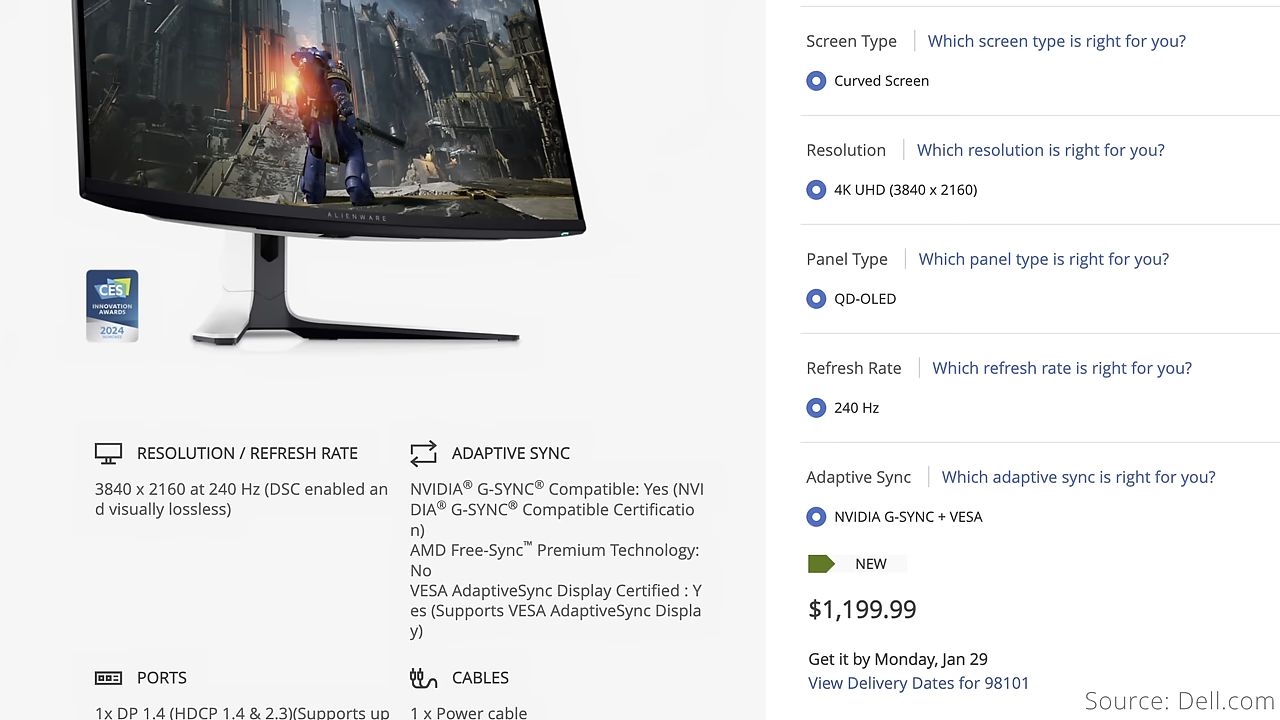 ALIENWARE
CES
INNOVATION
AWARDS
2024
HONOREE
RESOLUTION / REFRESH RATE
3840 x 2160 at 240 Hz (DSC enabled an
d visually lossless)
ADAPTIVE SYNC
NVIDIA® G-SYNC® Compatible: Yes (NVI
DIA® G-SYNC® Compatible Certificatio
n)
AMD Free-Sync™ Premium Technology:
No
VESA AdaptiveSync Display Certified : Y
es (Supports VESA AdaptiveSync Displa
y)
PORTS
1x DP 1.4 (HDCP 1.4 & 2.3)(Supports up
CABLES
1 x Power cable
Screen Type
Which screen type is right for you?
Curved Screen
Resolution
Which resolution is right for you?
4K UHD (3840 x 2160)
Panel Type
Which panel type is right for you?
QD-OLED
Refresh Rate
Which refresh rate is right for you?
240 Hz
Adaptive Sync
Which adaptive sync is right for you?
NVIDIA G-SYNC + VESA
NEW
$1,199.99
Get it by Monday, Jan 29
View Delivery Dates for 98101
Source: Dell.com